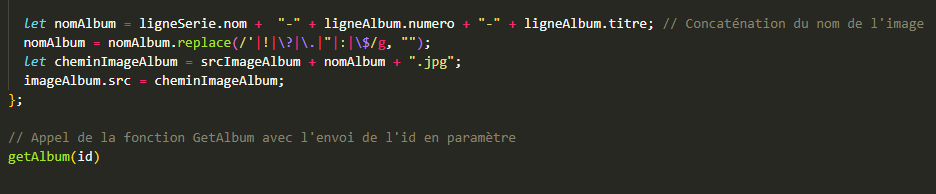 let nomAlbum = ligneSerie.nom +  "-" + ligneAlbum.numero + "-" + ligneAlbum.titre; // Concaténation du nom de l'image
nomAlbum = nomAlbum.replace(/'|!|\?|\.|"|:|\$/g, "");
let cheminImageAlbum = srcImageAlbum + nomAlbum + ".jpg";
imageAlbum.src = cheminImageAlbum;
};
// Appel de la fonction GetAlbum avec l'envoi de l'id en paramètre
getAlbum(id)